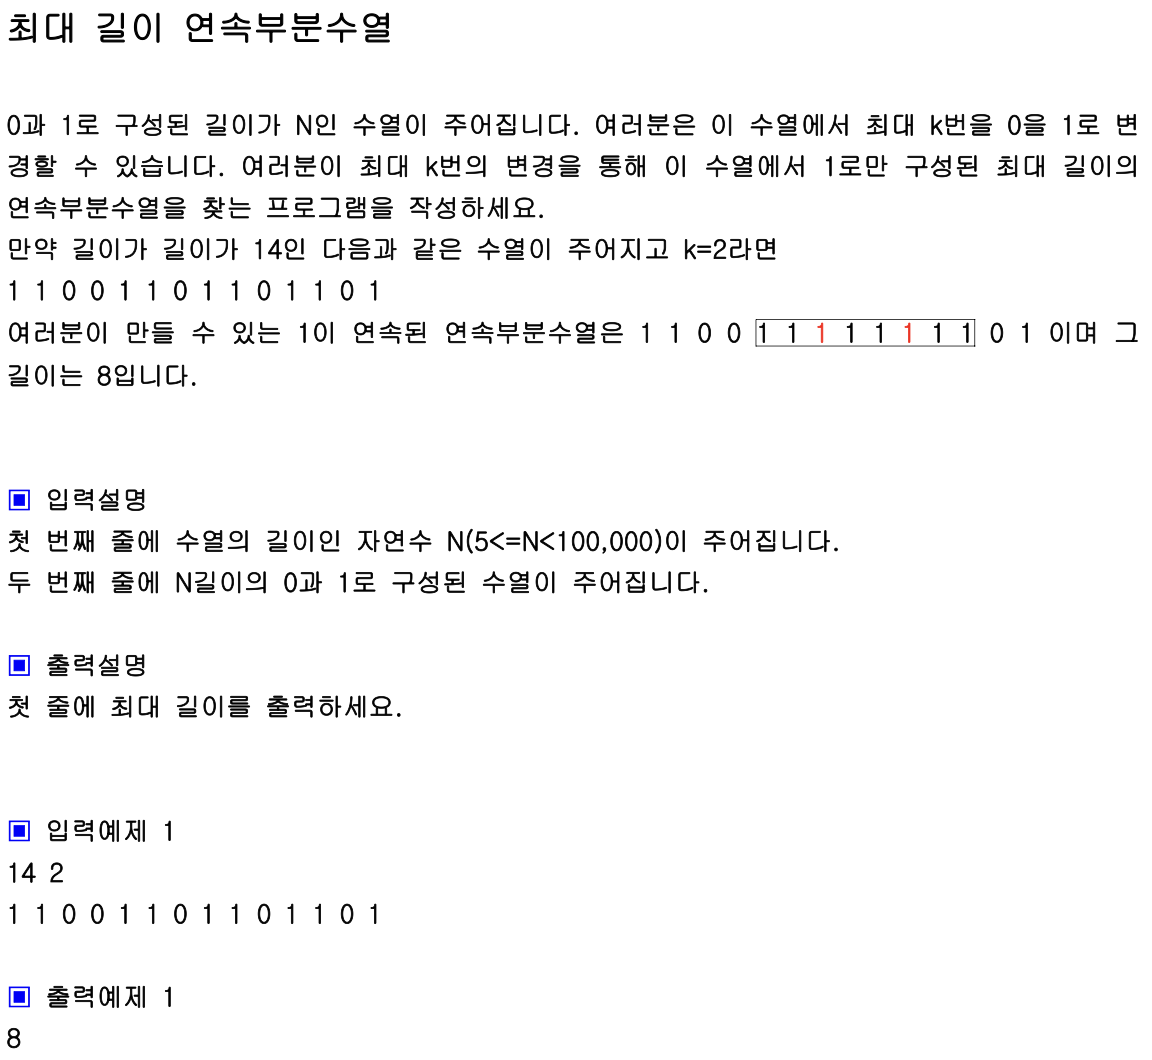 최대 길이 연속부분수열
0과 1로 구성된 길이가 N인 수열이 주어집니다. 여러분은 이 수열에서 최대 k번을 0을 1로 변
경할 수 있습니다. 여러분이 최대 k번의 변경을 통해 이 수열에서 1로만 구성된 최대 길이의
연속부분수열을 찾는 프로그램을 작성하세요.
만약 길이가 길이가 14인 다음과 같은 수열이 주어지고 k=2라면
1 1 0 0 1 1 0 1 1 0 1 1 0 1
여러분이 만들 수 있는 1이 연속된 연속부분수열은 1 1 0 0 1 1 1 1 1 1 1 1 0 1 이며 그
길이는 8입니다.
▣ 입력설명
첫 번째 줄에 수열의 길이인 자연수 N(5<=N<100,000)이 주어집니다.
두 번째 줄에 N길이의 0과 1로 구성된 수열이 주어집니다.
▣ 출력설명
첫 줄에 최대 길이를 출력하세요.
▣ 입력예제 1
14 2
1 1 0 0 1 1 0 1 1 0 1 1 0 1
▣ 출력예제 1
8